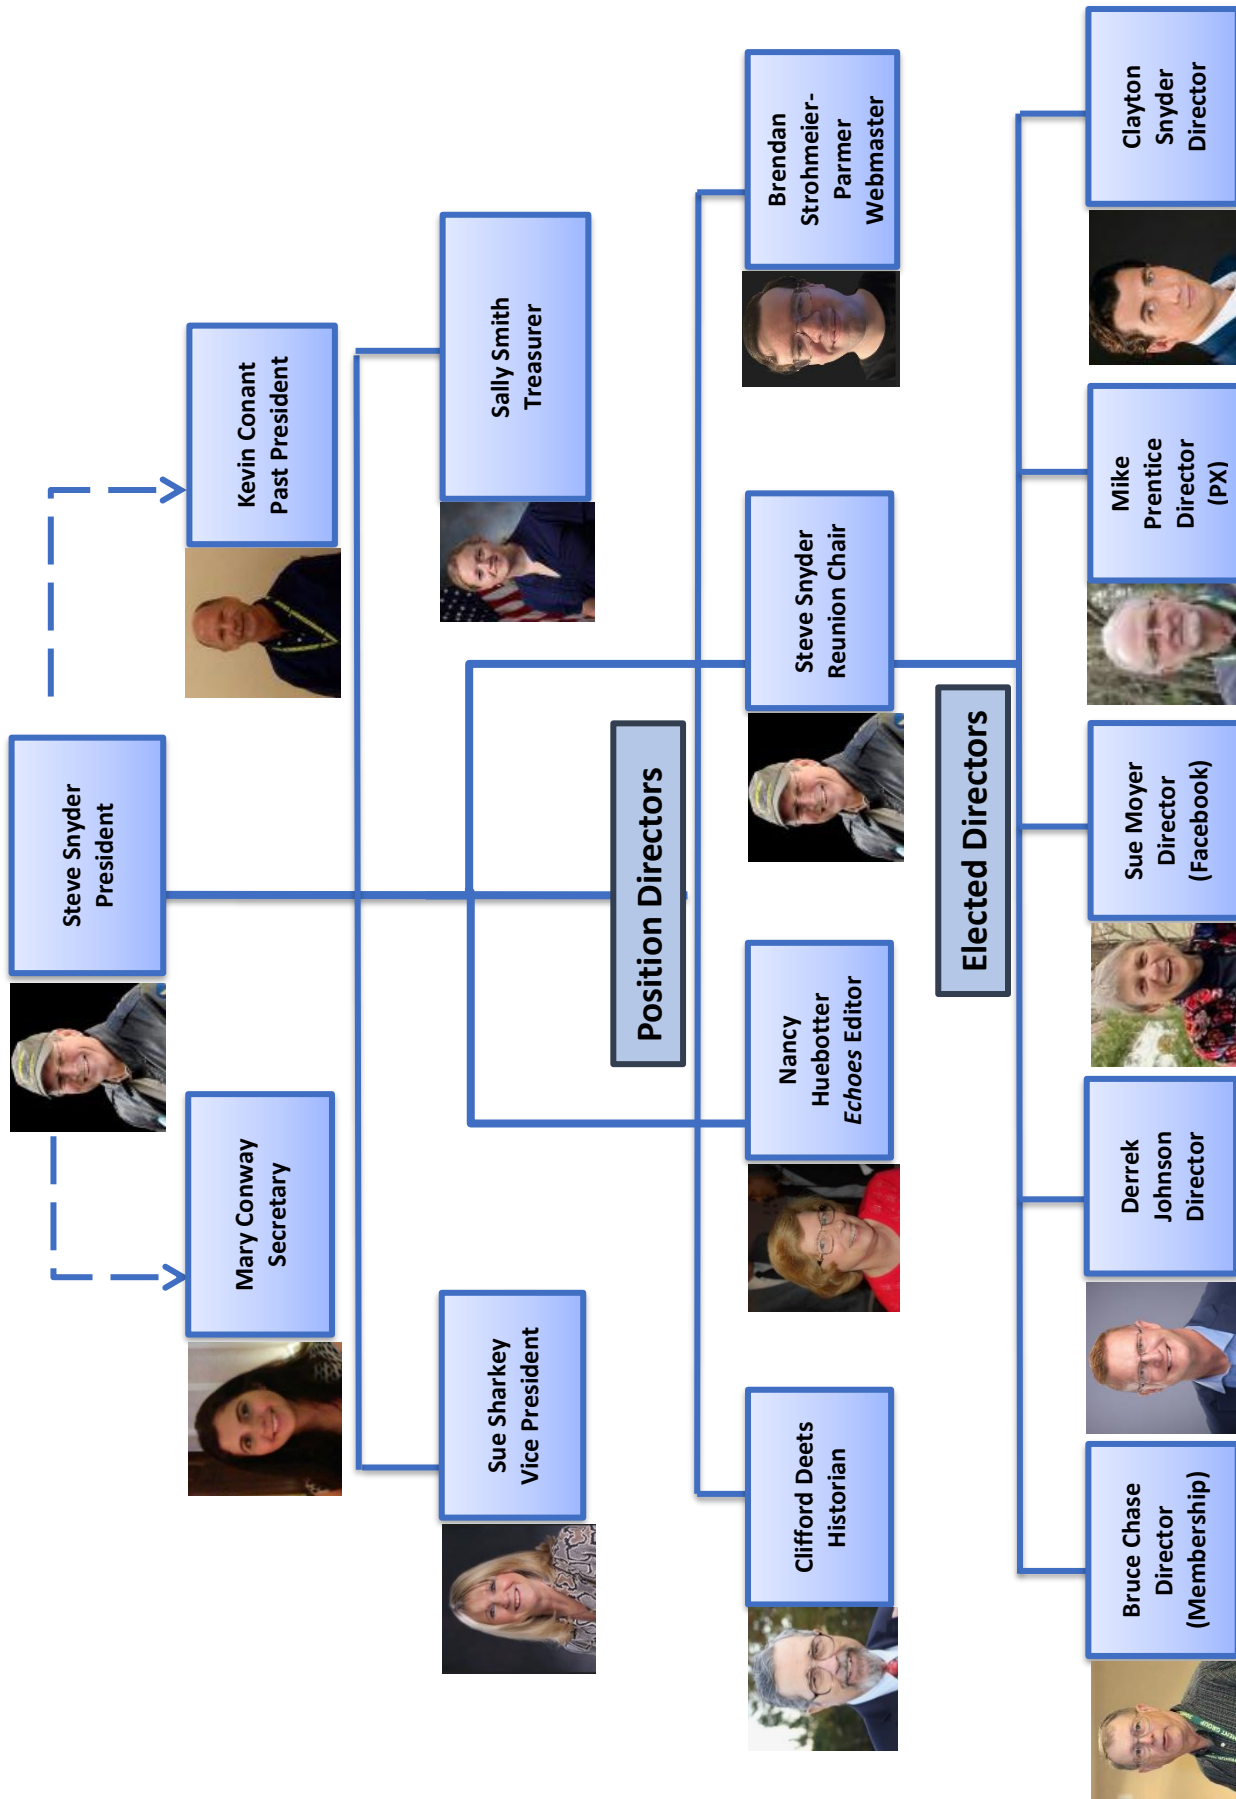 Steve Snyder
President
Mary Conway
Secretary
Kevin Conant
Past President
Sue Sharkey
Vice President
Sally Smith
Treasurer
Position Directors
Clifford Deets
Historian
Nancy
Huebotter
Echoes Editor
Steve Snyder
Reunion Chair
Brendan
Strohmeier-
Parmer
Webmaster
Elected Directors
Bruce Chase
Director
(Membership)
Derrek
Johnson
Director
Sue Moyer
Director
(Facebook)
Mike
Prentice
Director
(PX)
Clayton
Snyder
Director